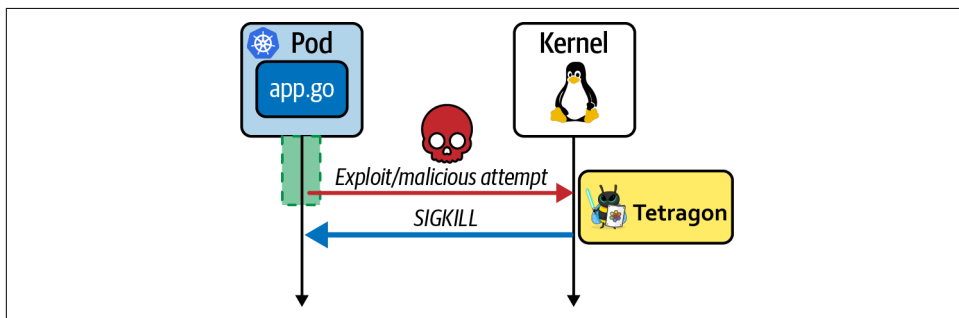 Pod
app.go
Kernel
Exploit/malicious attempt
SIGKILL
Tetragon